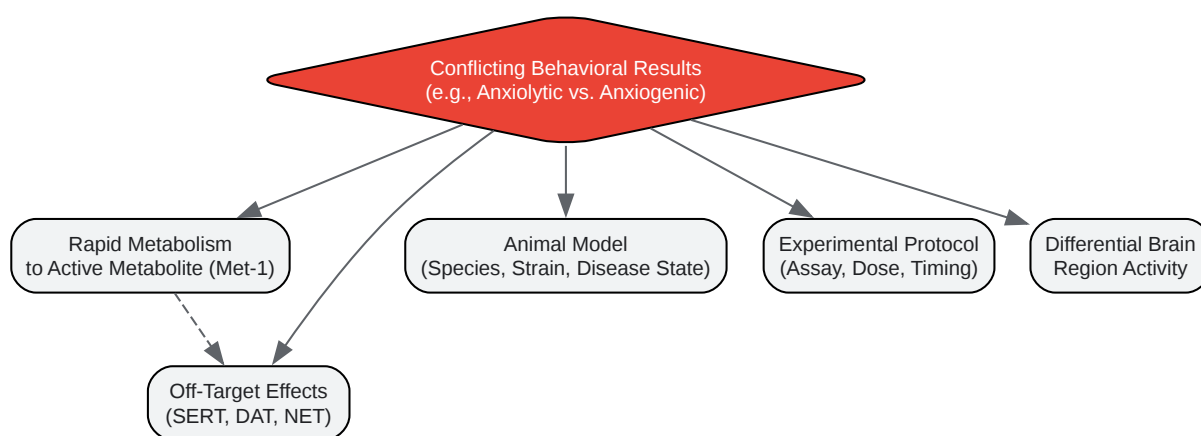 Conflicting Behavioral Results
(e.g., Anxiolytic vs. Anxiogenic)
Rapid Metabolism
to Active Metabolite (Met-1)
Animal Model
(Species, Strain, Disease State)
Experimental Protocol
(Assay, Dose, Timing)
Differential Brain
Region Activity
Off-Target Effects
(SERT, DAT, NET)